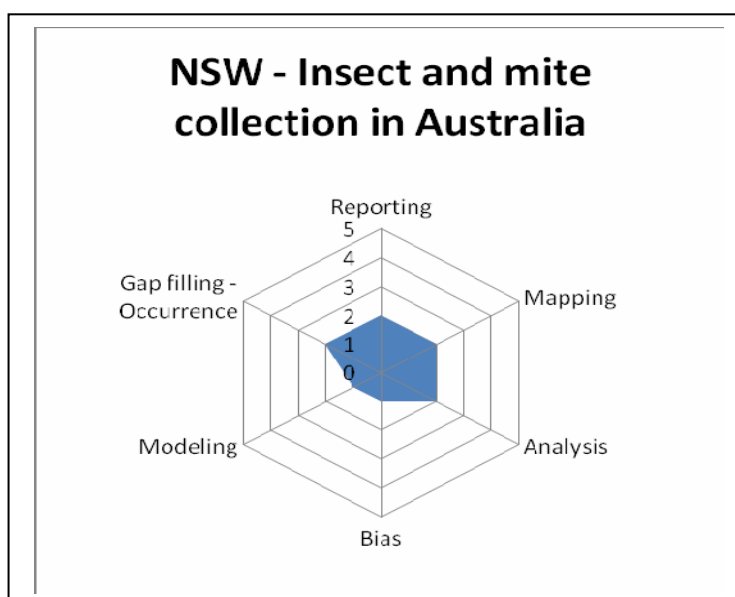 NSW - Insect and mite
collection in Australia
Reporting
5
4
3
2
1
0
Gap filling -
Occurrence
Mapping
Modeling
Analysis
Bias